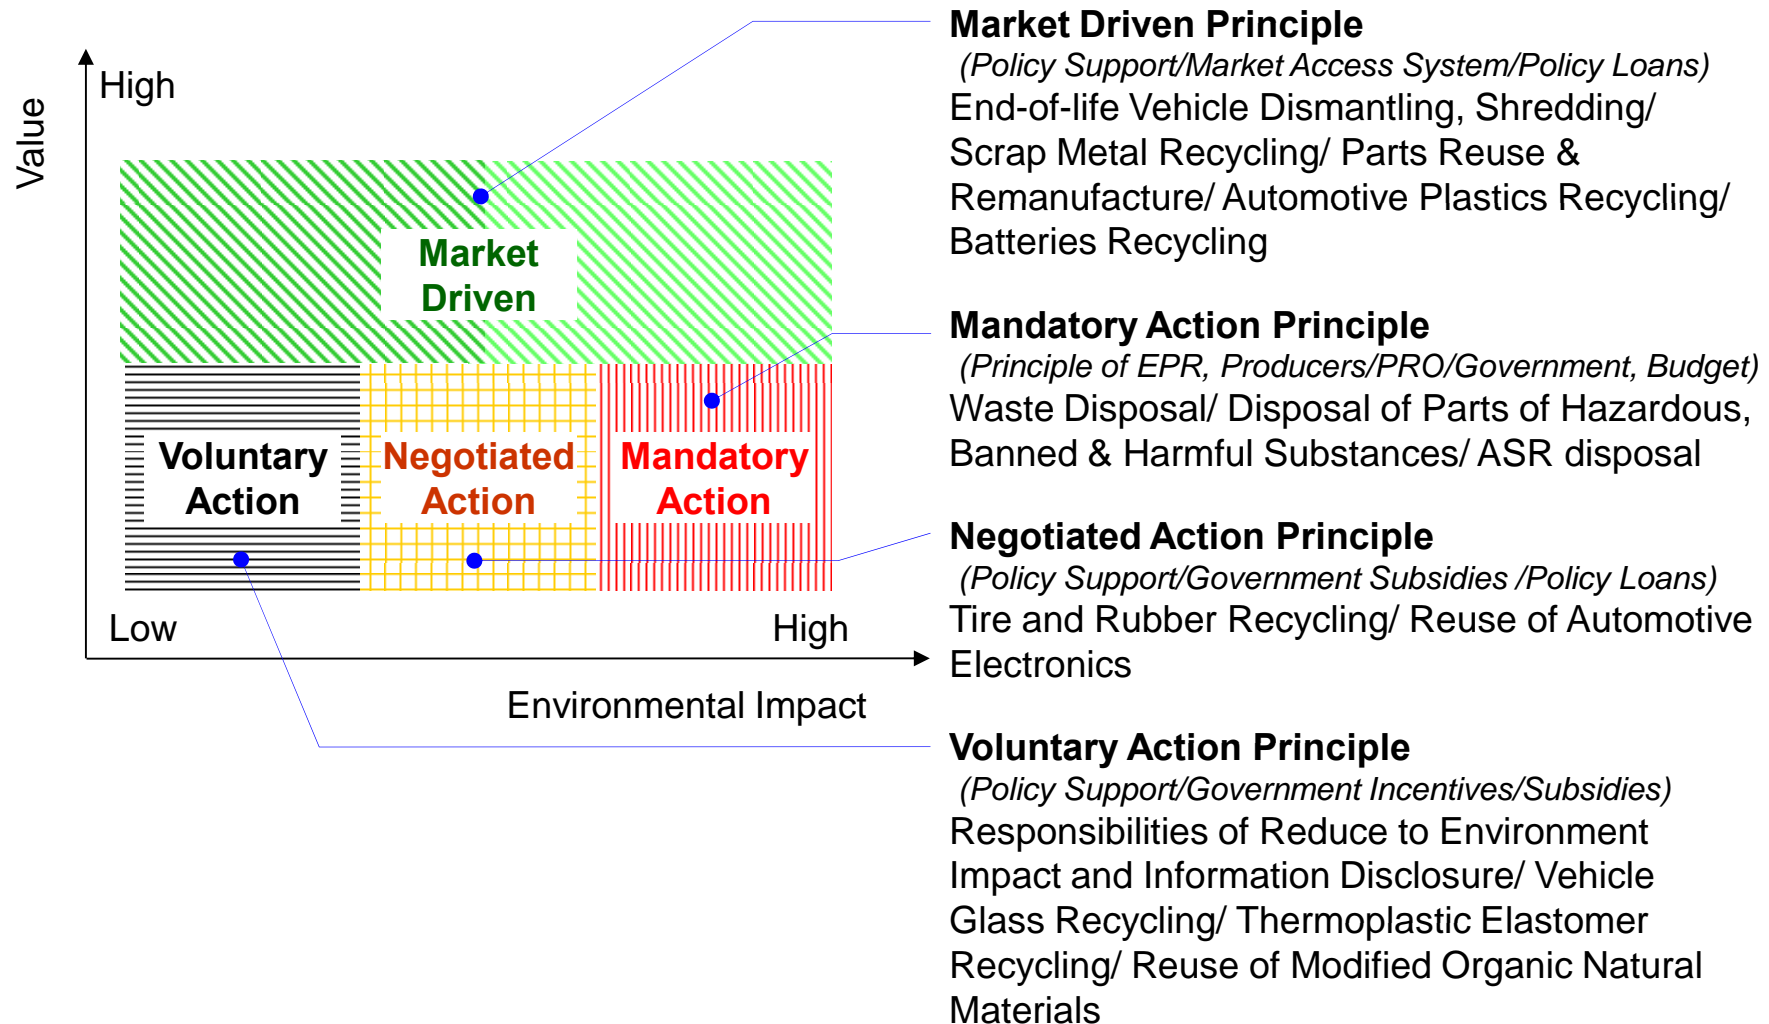 Value
High
Market
Driven
Voluntary
Action
Negotiated
Action
Mandatory
Action
Low
High
Environmental Impact
Market Driven Principle
(Policy Support/Market Access System/Policy Loans)
End-of-life Vehicle Dismantling, Shredding/
Scrap Metal Recycling/ Parts Reuse &
Remanufacture/ Automotive Plastics Recycling/
Batteries Recycling
Mandatory Action Principle
(Principle of EPR, Producers/PRO/Government, Budget)
Waste Disposal/ Disposal of Parts of Hazardous,
Banned & Harmful Substances/ ASR disposal
Negotiated Action Principle
(Policy Support/Government Subsidies /Policy Loans)
Tire and Rubber Recycling/ Reuse of Automotive
Electronics
Voluntary Action Principle
(Policy Support/Government Incentives/Subsidies)
Responsibilities of Reduce to Environment
Impact and Information Disclosure/ Vehicle
Glass Recycling/ Thermoplastic Elastomer
Recycling/ Reuse of Modified Organic Natural
Materials